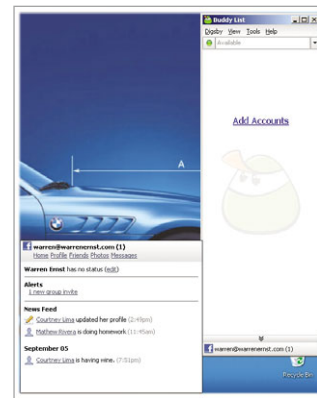 Buddy List
Digsby View Tools Help
Available
Add Accounts
A
warren@warrenernst.com (1)
Home Profile Friends Photos Messages
Warren Ernst has no status (edit)
Alerts
1 new group invite
News Feed
Courtney Lima updated her profile (2:49pm)
Mathew Rivera is doing homework (11:45am)
September 05
Courtney Lima is having wine. (7:51pm)
warren@warrenernst.com (1)
Recycle Bin